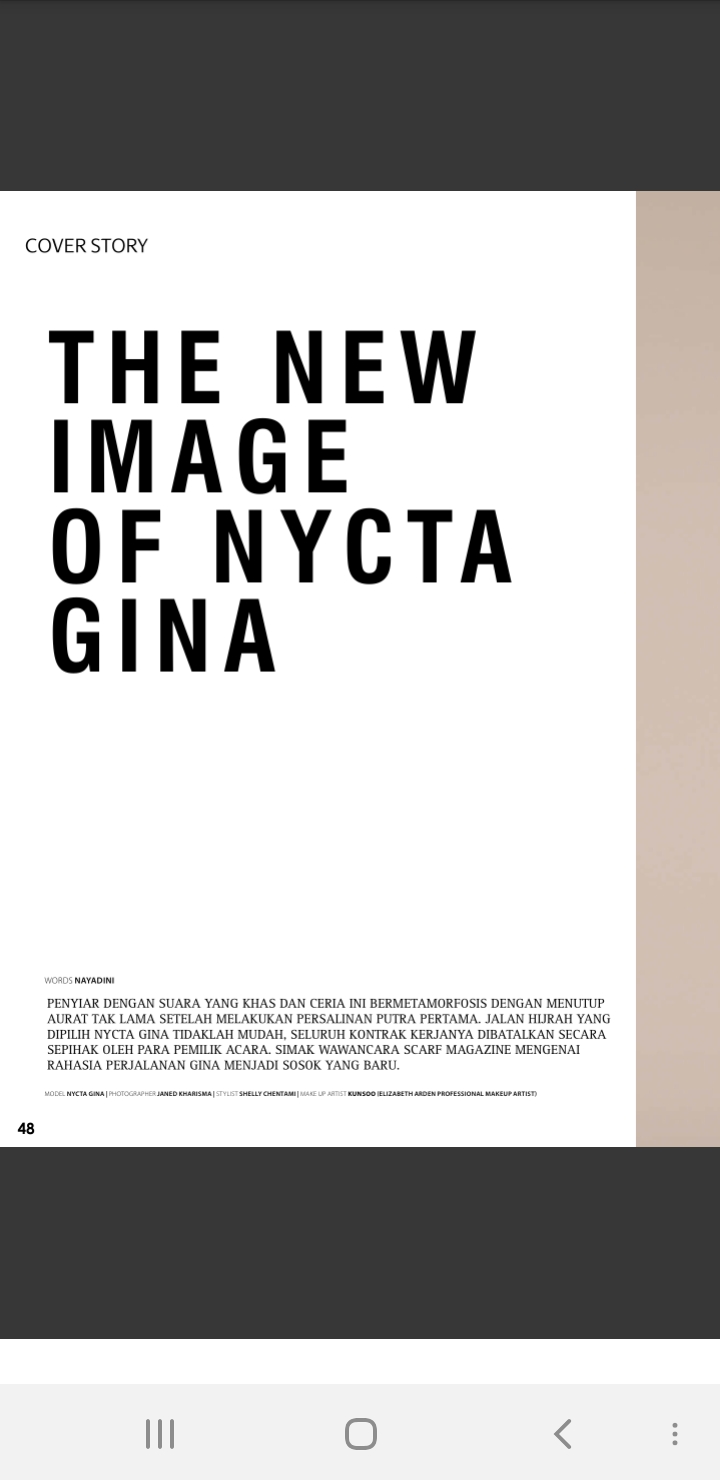 COVER STORY
THE NEW
IMAGE
OF NYCTA
GINA
WORDS NAYADINI
PENYIAR DENGAN SUARA YANG KHAS DAN CERIA INI BERMETAMORFOSIS DENGAN MENUTUP
AURAT TAK LAMA SETELAH MELAKUKAN PERSALINAN PUTRA PERTAMA. JALAN HIJRAH YANG
DIPILIH NYCTA GINA TIDAKLAH MUDAH, SELURUH KONTRAK KERJANYA DIBATALKAN SECARA
SEPIHAK OLEH PARA PEMILIK ACARA. SIMAK WAWANCARA SCARF MAGAZINE MENGENAI
RAHASIA PERJALANAN GINA MENJADI SOSOK YANG BARU.
MODEL NYCTA GINA | PHOTOGRAPHER JANED KHARISMA | STYLIST SHELLY CHENTAMI | MAKE UP ARTIST KUNSOO (ELIZABETH ARDEN PROFESSIONAL MAKEUP ARTIST)
48